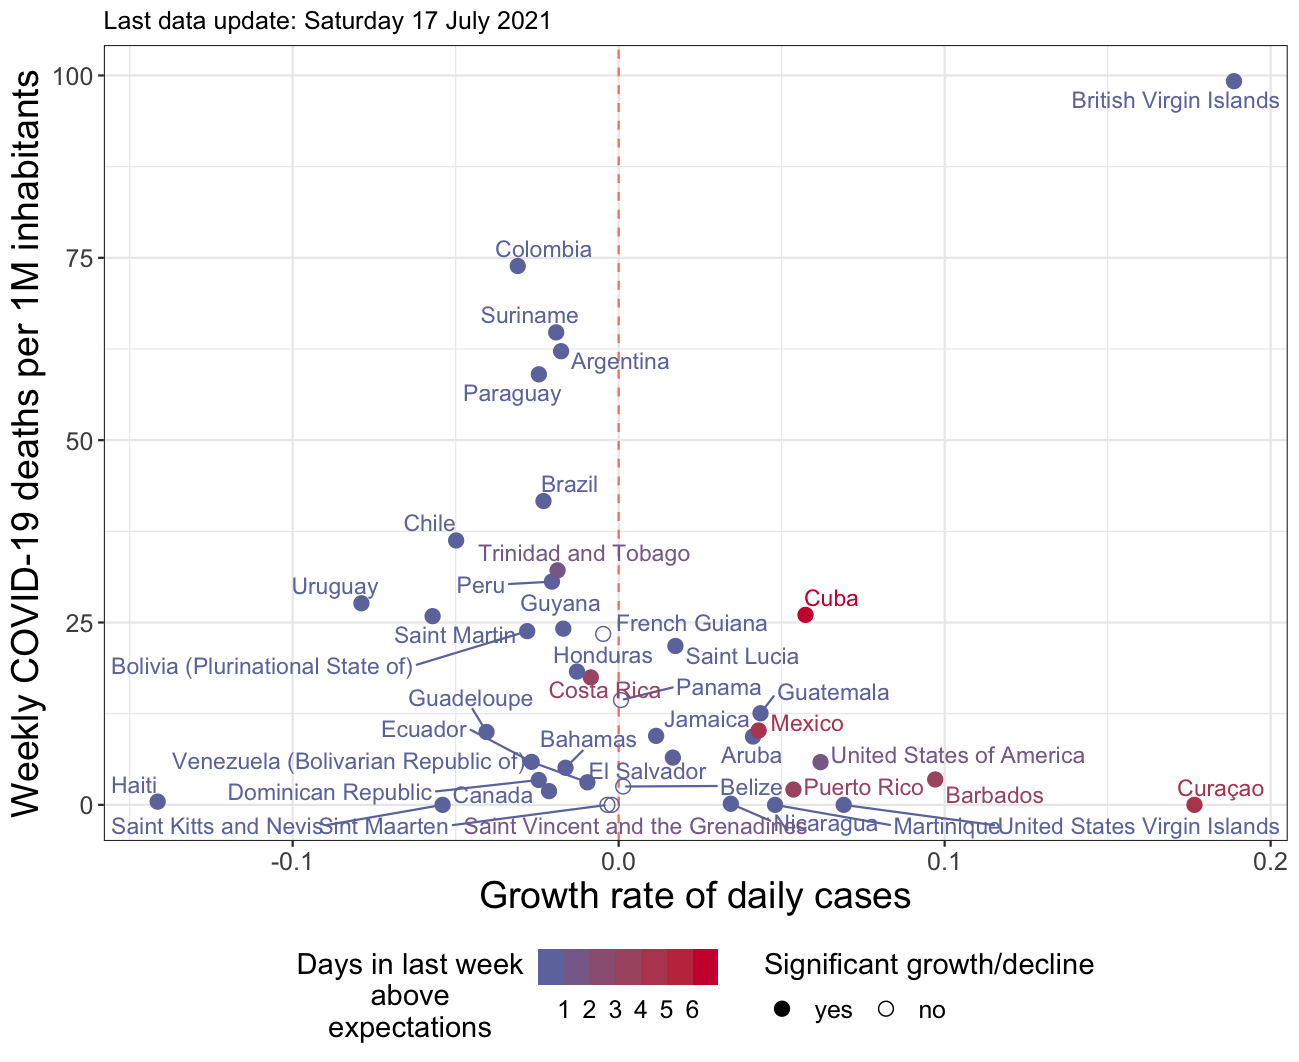 Last data update: Saturday 17 July 2021
Weekly COVID-19 deaths per 1M inhabitants
100
75
50
25
0
British Virgin Islands
Colombia
Suriname
Argentina
Paraguay
Brazil
Chile
Trinidad and Tobago
Peru
Uruguay
Guyana
Cuba
French Guiana
Saint Martin
Honduras
Saint Lucia
Bolivia (Plurinational State of)
Costa Rica
Panama
Guatemala
Guadeloupe
Jamaica
Mexico
Ecuador
Bahamas
Aruba
United States of America
Venezuela (Bolivarian Republic of)
El Salvador
Haiti
Dominican Republic
Canada
Belize
Puerto Rico
Barbados
Curaçao
Saint Kitts and Nevis
Sint Maarten
Saint Vincent and the Grenadines
Nicaragua
Martinique
United States Virgin Islands
-0.1
0.0
0.1
0.2
Growth rate of daily cases
Days in last week
above
expectations
1 2 3 4 5 6
Significant growth/decline
yes
no